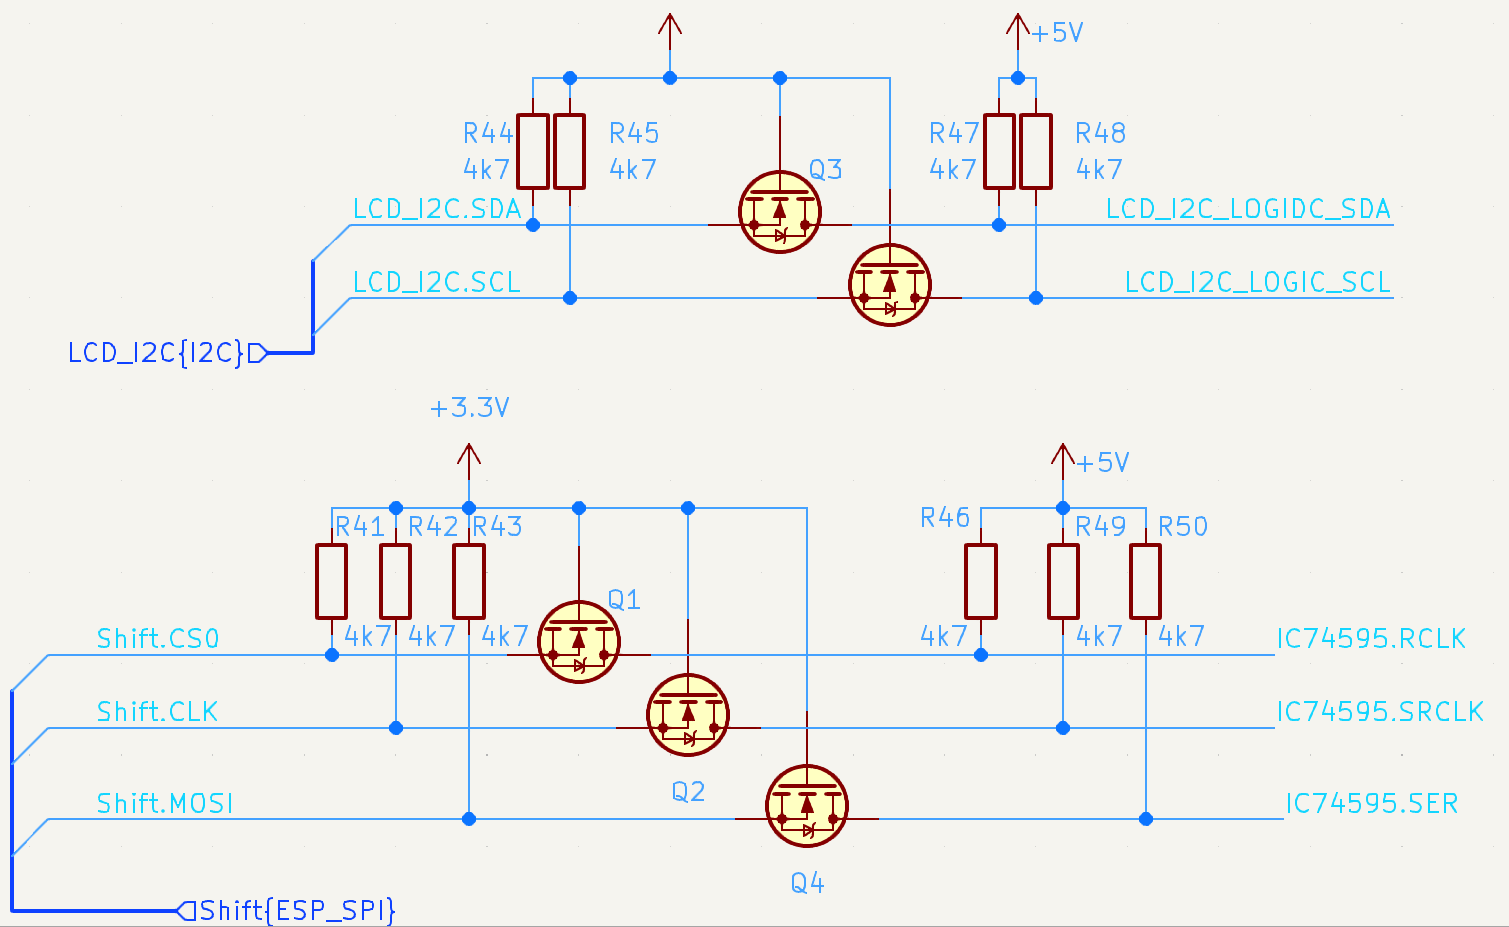 +5V
R44
4k7
R45
4k7
Q3
R47
4k7
R48
4k7
LCD_I2C.SDA
LCD_I2C_LOGIDC_SDA
LCD_I2C.SCL
LCD_I2C_LOGIC_SCL
LCD_I2C{I2C}
+3.3V
+5V
R41
R42
R43
R46
R49
R50
Q1
4k7
4k7
4k7
4k7
4k7
4k7
Shift.CS0
IC74595.RCLK
Shift.CLK
IC74595.SRCLK
Q2
Shift.MOSI
IC74595.SER
Q4
Shift{ESP_SPI}